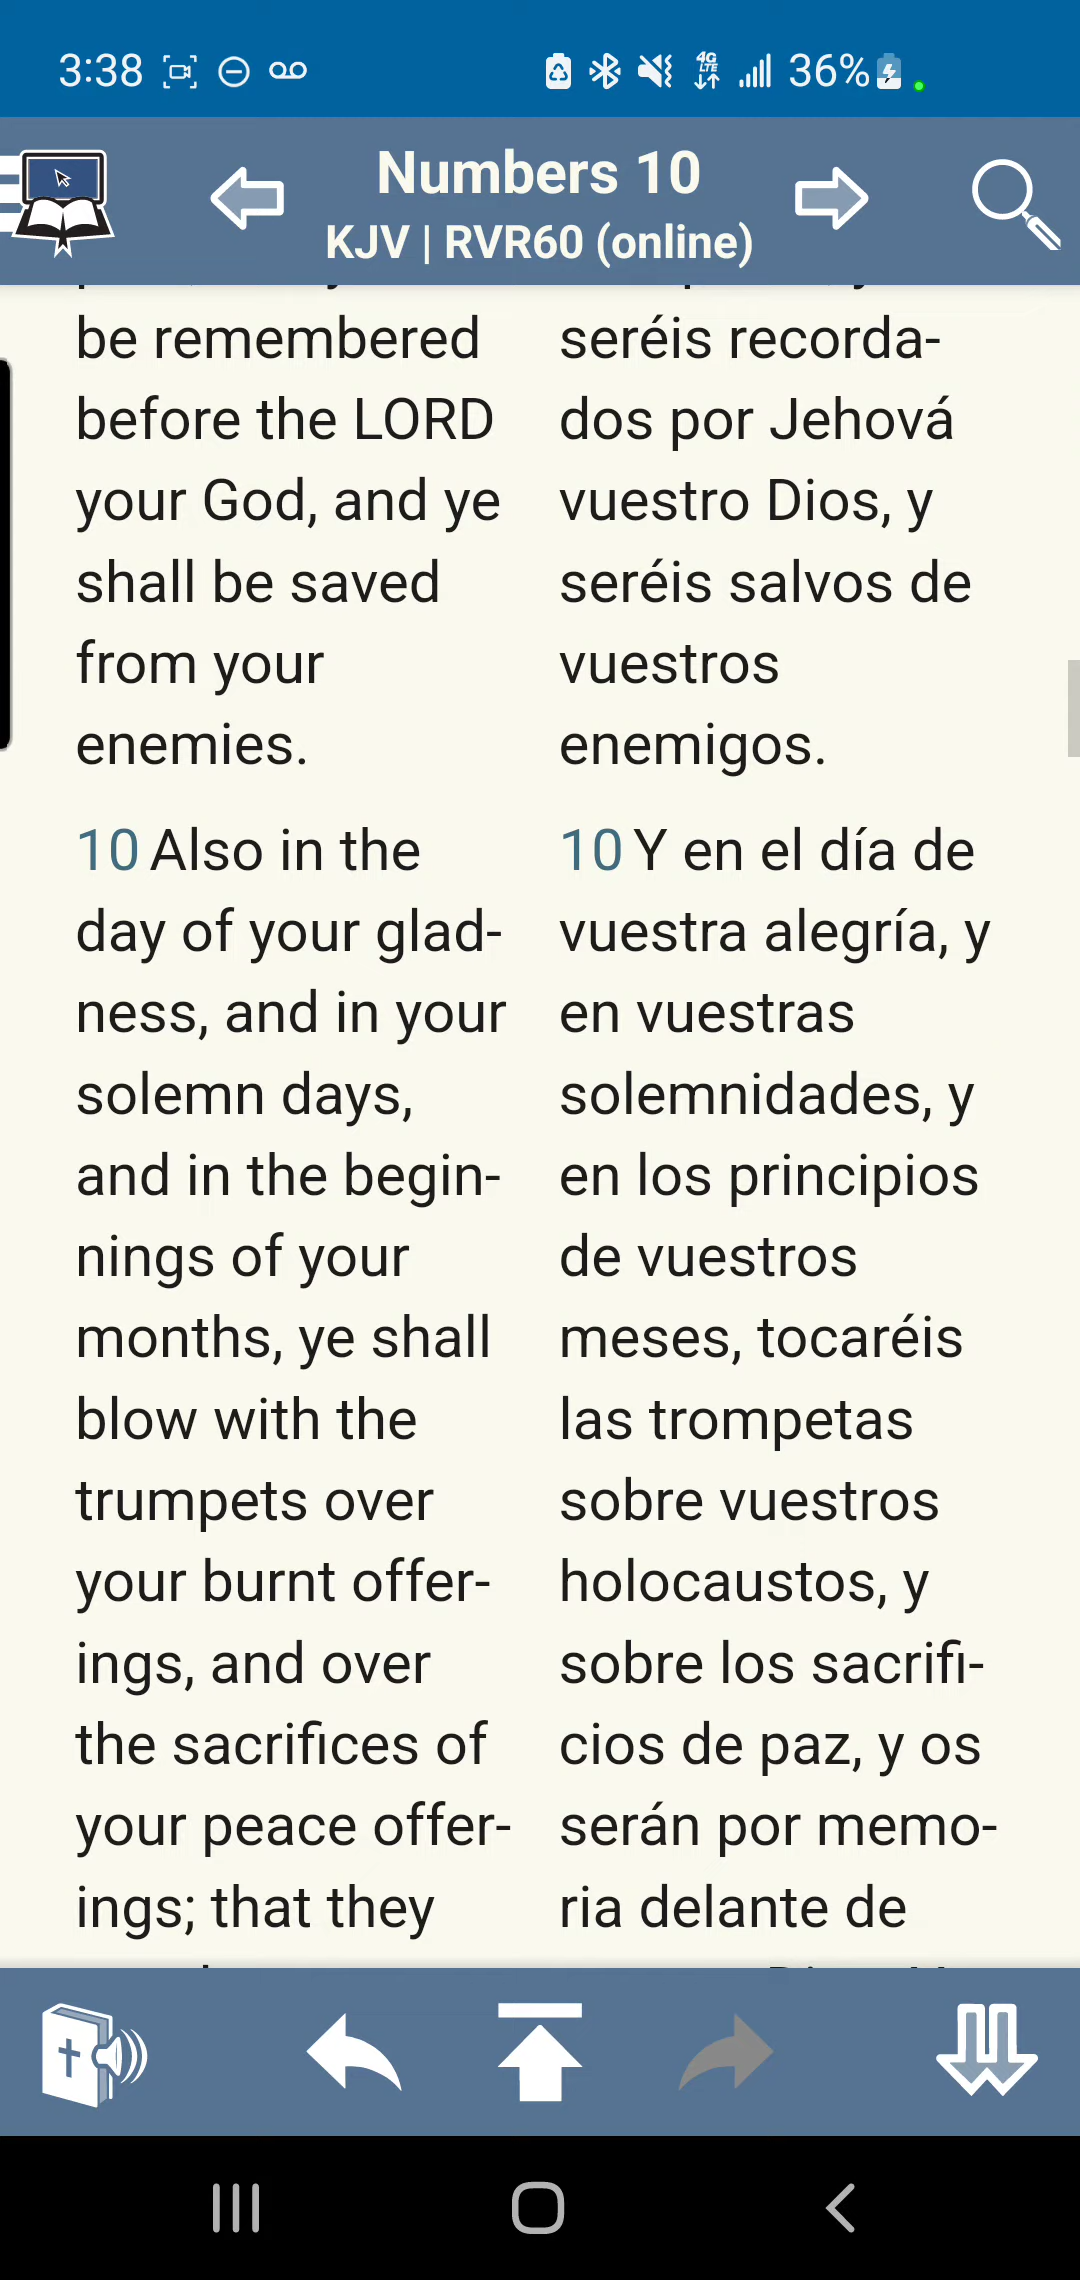 3:38
4G
LTE
36%
Numbers 10
KJV | RVR60 (online)
be remembered
before the LORD
your God, and ye
shall be saved
from your
enemies.
10 Also in the
day of your glad-
ness, and in your
solemn days,
and in the begin-
nings of your
months, ye shall
blow with the
trumpets over
your burnt offer-
ings, and over
the sacrifices of
your peace offer-
ings; that they
seréis recorda-
dos por Jehová
vuestro Dios, y
seréis salvos de
vuestros
enemigos.
10 Y en el día de
vuestra alegría, y
en vuestras
solemnidades, y
en los principios
de vuestros
meses, tocaréis
las trompetas
sobre vuestros
holocaustos, y
sobre los sacrifi-
cios de paz, y os
serán por memo-
ria delante de